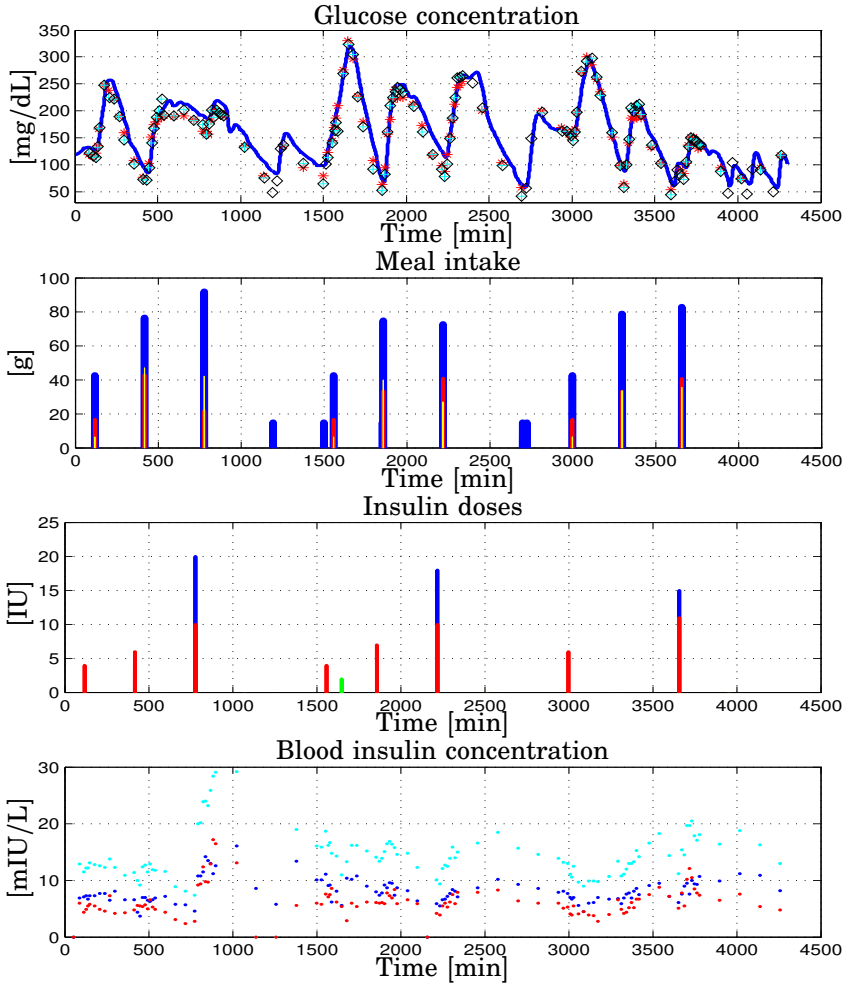 Glucose concentration
350
300
250
200
150
100
50
[mg/dL]
0 500 1000 1500 2000 2500 3000 3500 4000 4500
Time [min]
Meal intake
100
80
60
40
20
0
[g]
0 500 1000 1500 2000 2500 3000 3500 4000 4500
Time [min]
Insulin doses
25
20
15
10
5
0
[IU]
0 500 1000 1500 2000 2500 3000 3500 4000 4500
Time [min]
Blood insulin concentration
30
20
10
0
[mIU/L]
0 500 1000 1500 2000 2500 3000 3500 4000 4500
Time [min]